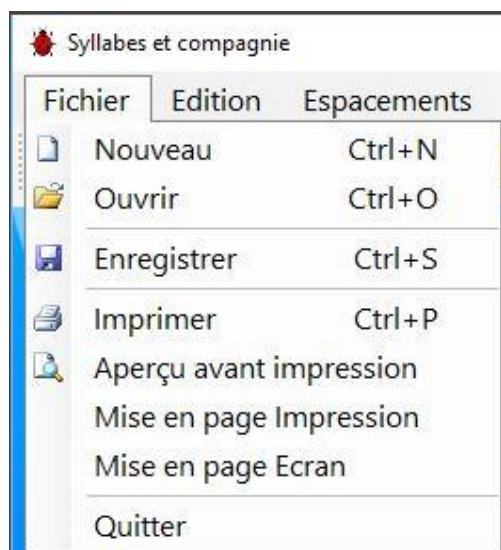 Syllabes et compagnie
Fichier Edition Espacements
Nouveau Ctrl+N
Ouvrir Ctrl+O
Enregistrer Ctrl+S
Imprimer Ctrl+P
Aperçu avant impression
Mise en page Impression
Mise en page Ecran
Quitter